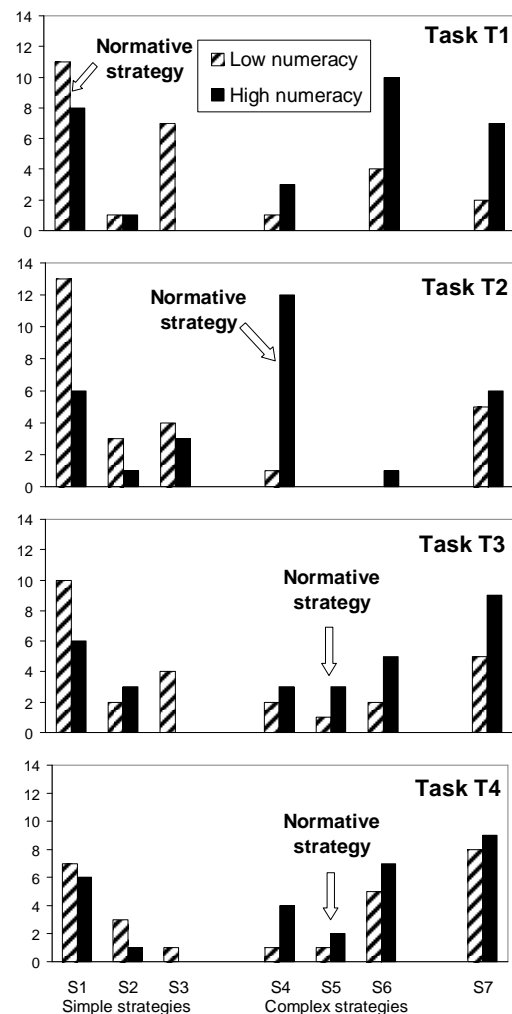 14
12
10
8
6
4
2
0
Task T1
Normative
strategy
Low numeracy
High numeracy
14
12
10
8
6
4
2
0
Task T2
Normative
strategy
14
12
10
8
6
4
2
0
Task T3
Normative
strategy
14
12
10
8
6
4
2
0
Task T4
Normative
strategy
S1 S2 S3 S4 S5 S6 S7
Simple strategies Complex strategies